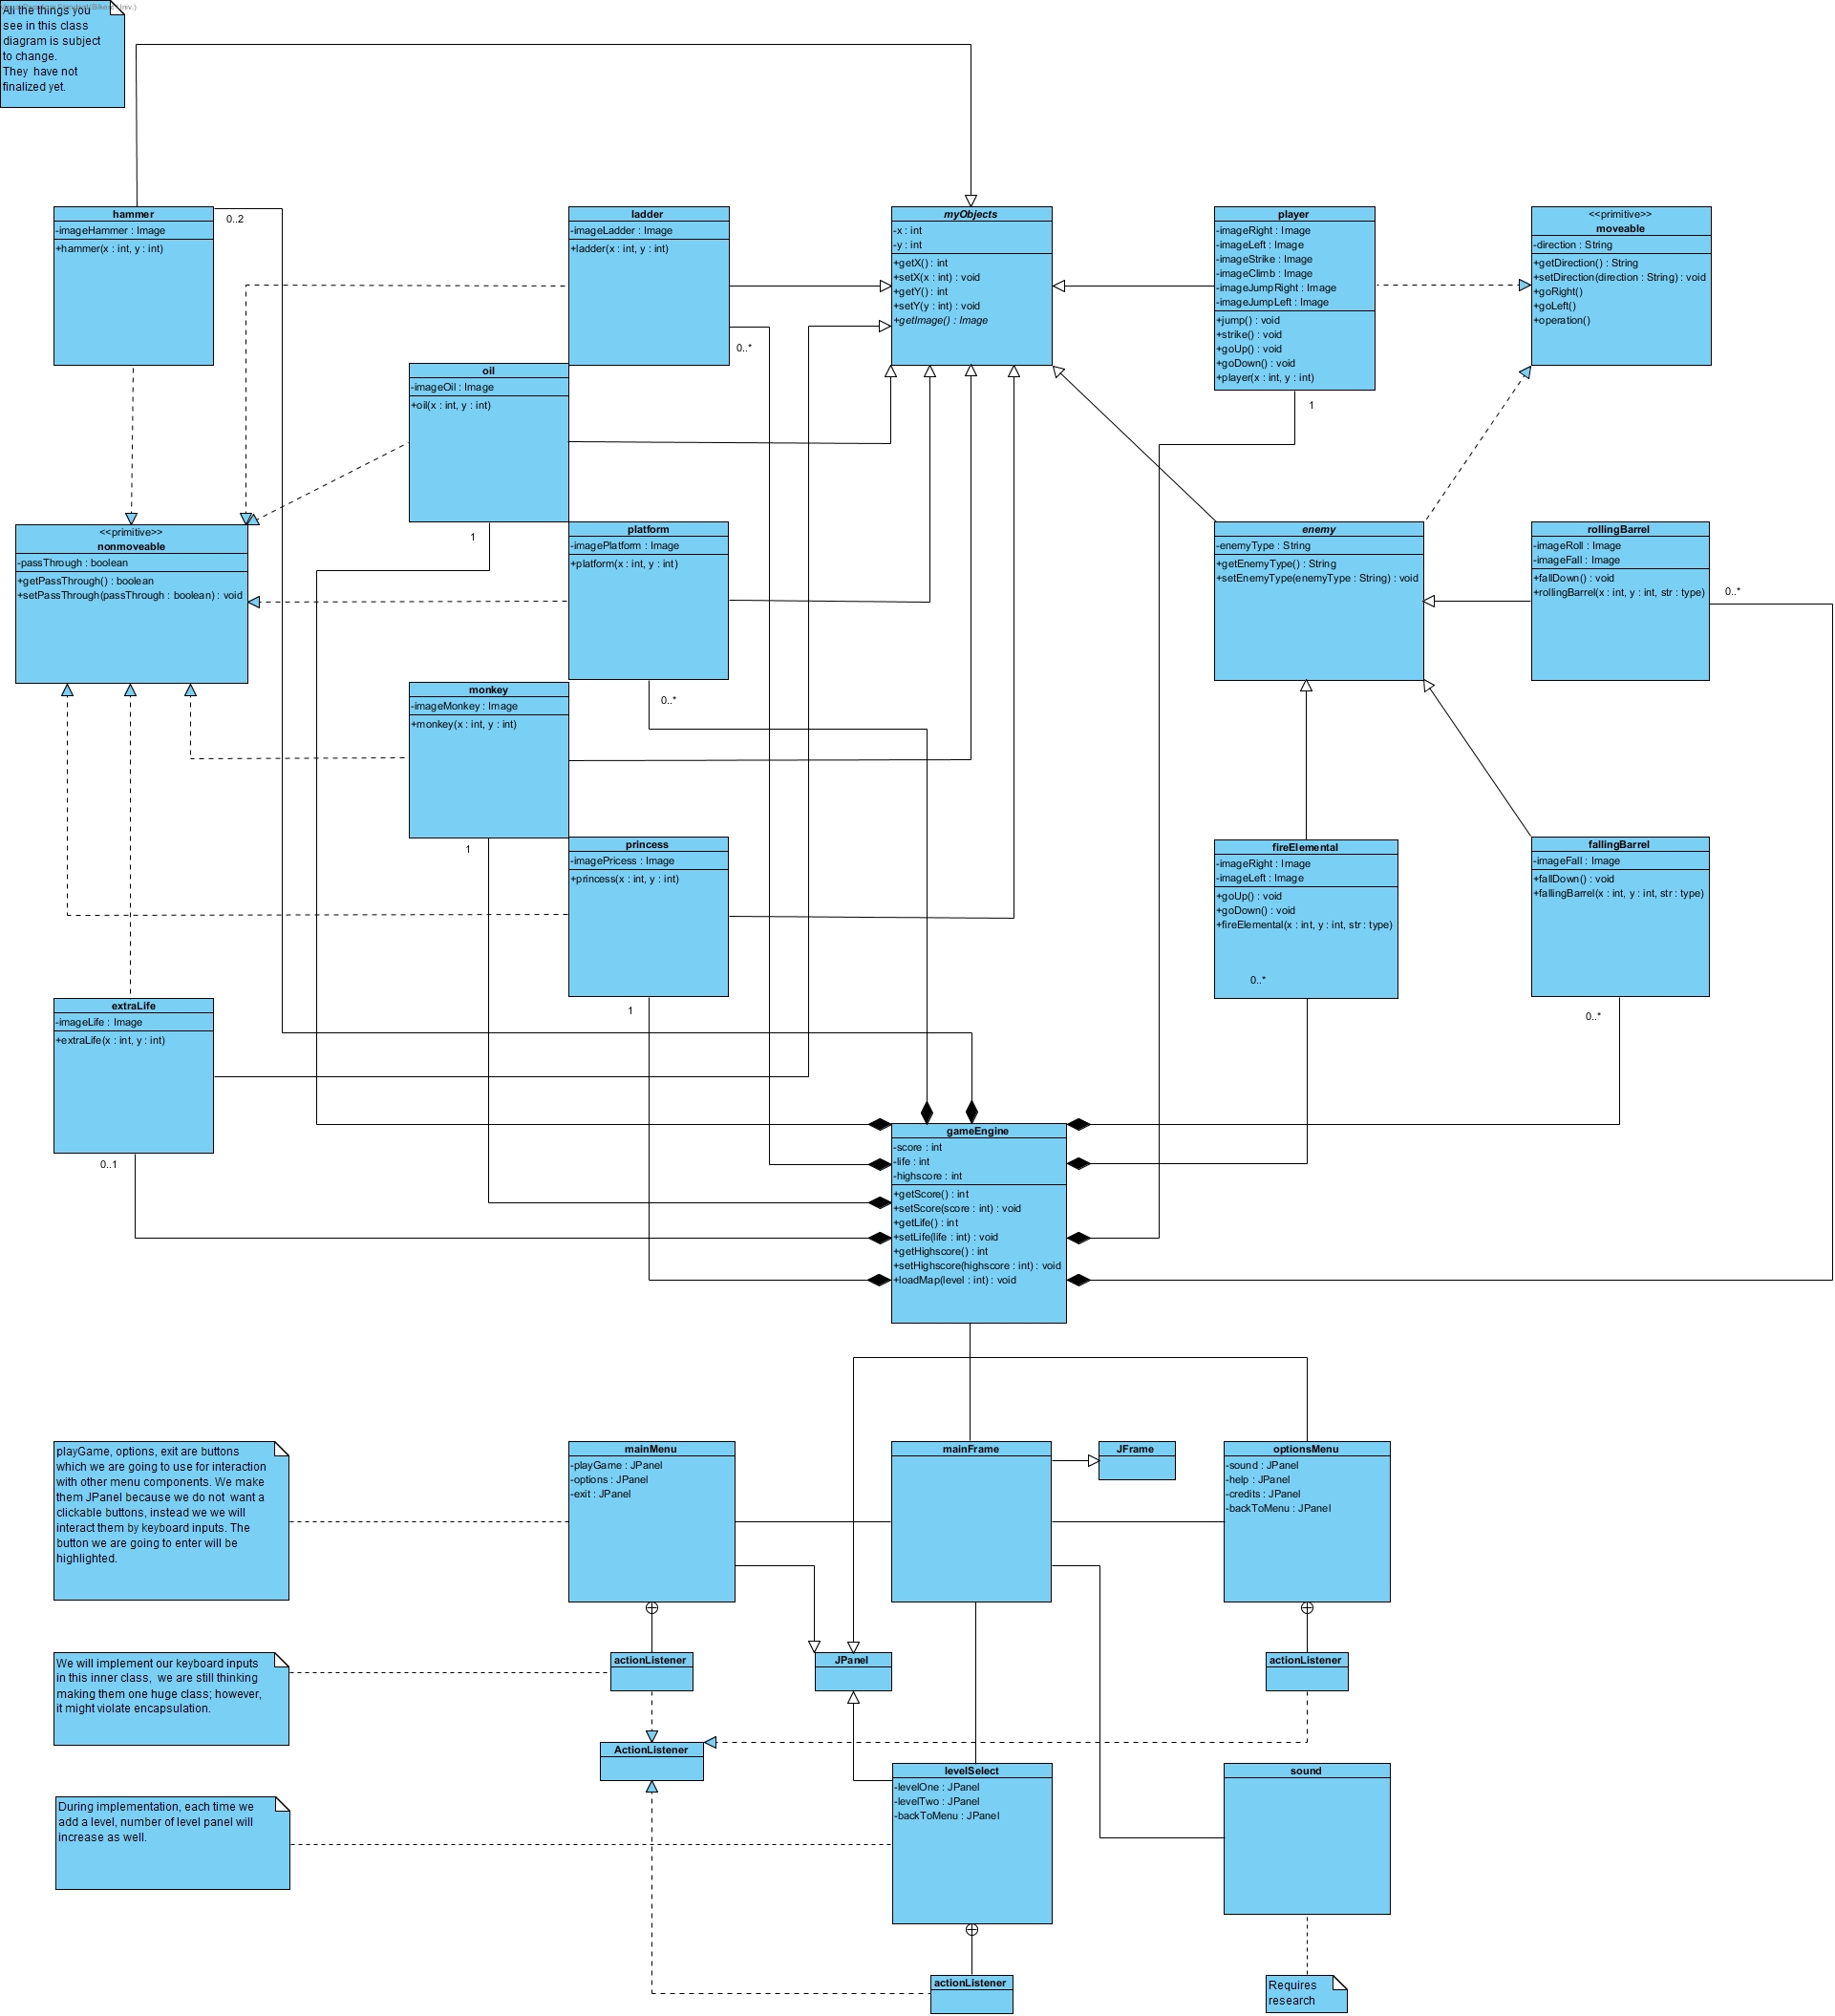 All the things you
see in this class
diagram is subject
to change.
They  have not
finalized yet.
hammer
-imageHammer : Image
+hammer(x : int, y : int)
0..2
ladder
-imageLadder : Image
+ladder(x : int, y : int)
0..*
myObjects
-x : int
-y : int
+getX() : int
+setX(x : int) : void
+getY() : int
+setY(y : int) : void
+getImage() : Image
player
-imageRight : Image
-imageLeft : Image
-imageStrike : Image
-imageClimb : Image
-imageJumpRight : Image
-imageJumpLeft : Image
+jump() : void
+strike() : void
+goUp() : void
+goDown() : void
+player(x : int, y : int)
1
<<primitive>>
moveable
-direction : String
+getDirection() : String
+setDirection(direction : String) : void
+goRight()
+goLeft()
+operation()
oil
-imageOil : Image
+oil(x : int, y : int)
1
<<primitive>>
nonmoveable
-passThrough : boolean
+getPassThrough() : boolean
+setPassThrough(passThrough : boolean) : void
platform
-imagePlatform : Image
+platform(x : int, y : int)
0..*
enemy
-enemyType : String
+getEnemyType() : String
+setEnemyType(enemyType : String) : void
rollingBarrel
-imageRoll : Image
-imageFall : Image
+fallDown() : void
+rollingBarrel(x : int, y : int, str : type)
0..*
monkey
-imageMonkey : Image
+monkey(x : int, y : int)
1
princess
-imagePricess : Image
+princess(x : int, y : int)
1
fireElemental
-imageRight : Image
-imageLeft : Image
+goUp() : void
+goDown() : void
+fireElemental(x : int, y : int, str : type)
0..*
fallingBarrel
-imageFall : Image
+fallDown() : void
+fallingBarrel(x : int, y : int, str : type)
0..*
extraLife
-imageLife : Image
+extraLife(x : int, y : int)
0..1
gameEngine
-score : int
-life : int
-highscore : int
+getScore() : int
+setScore(score : int) : void
+getLife() : int
+setLife(life : int) : void
+getHighscore() : int
+setHighscore(highscore : int) : void
+loadMap(level : int) : void
playGame, options, exit are buttons
which we are going to use for interaction
with other menu components. We make
them JPanel because we do not  want a
clickable buttons, instead we we will
interact them by keyboard inputs. The
button we are going to enter will be
highlighted.
mainMenu
-playGame : JPanel
-options : JPanel
-exit : JPanel
mainFrame
JFrame
optionsMenu
-sound : JPanel
-help : JPanel
-credits : JPanel
-backToMenu : JPanel
We will implement our keyboard inputs
in this inner class,  we are still thinking
making them one huge class; however,
it might violate encapsulation.
actionListener
JPanel
actionListener
ActionListener
During implementation, each time we
add a level, number of level panel will
increase as well.
levelSelect
-levelOne : JPanel
-levelTwo : JPanel
-backToMenu : JPanel
sound
actionListener
Requires
research